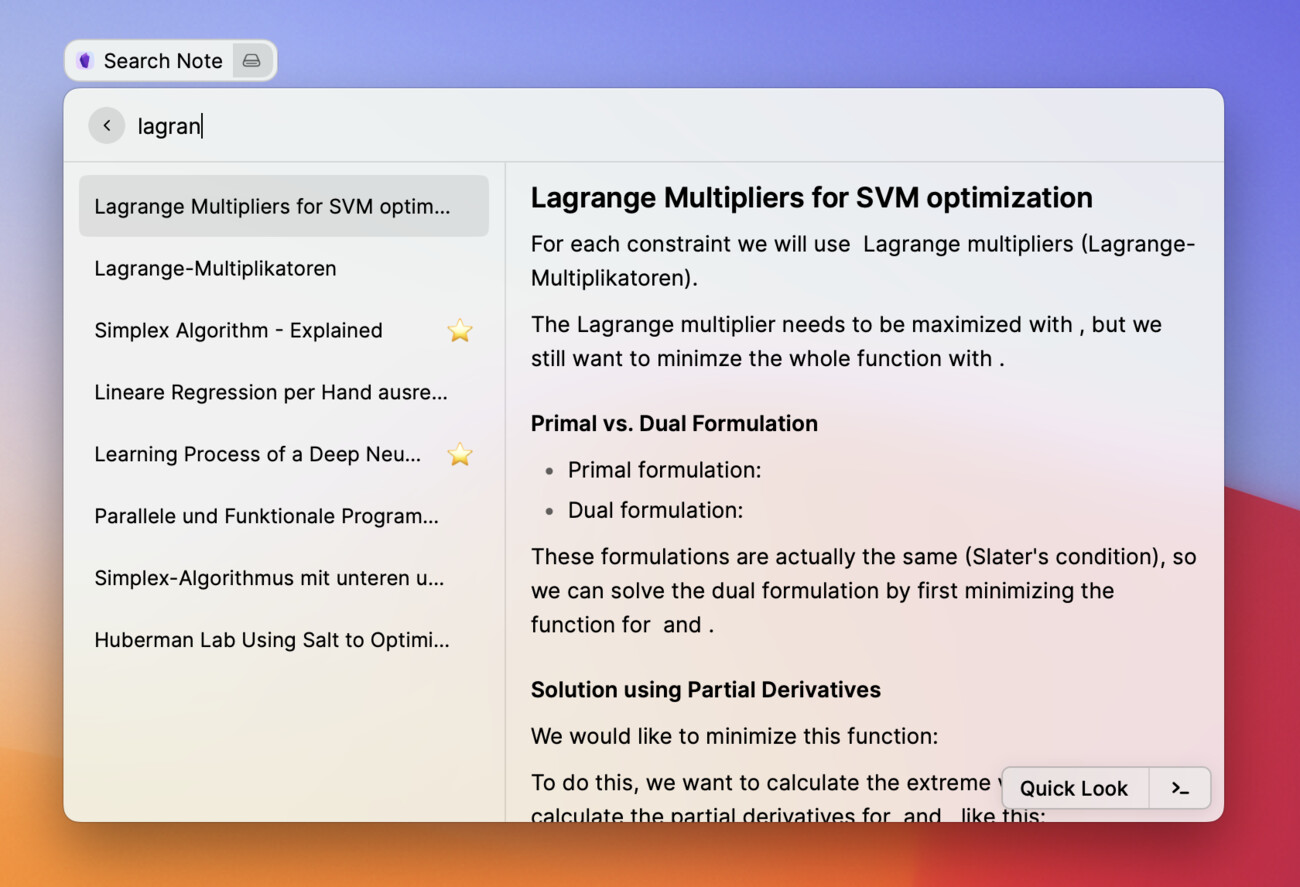 Search Note
lagran
Lagrange Multipliers for SVM optim...
Lagrange-Multiplikatoren
Simplex Algorithm - Explained
Lineare Regression per Hand ausre...
Learning Process of a Deep Neu...
Parallele und Funktionale Program...
Simplex-Algorithmus mit unteren u...
Huberman Lab Using Salt to Optimi...
Lagrange Multipliers for SVM optimization
For each constraint we will use Lagrange multipliers (Lagrange-
Multiplikatoren).
The Lagrange multiplier needs to be maximized with , but we
still want to minimze the whole function with .
Primal vs. Dual Formulation
• Primal formulation:
• Dual formulation:
These formulations are actually the same (Slater's condition), so
we can solve the dual formulation by first minimizing the
function for and .
Solution using Partial Derivatives
We would like to minimize this function:
To do this, we want to calculate the extreme
calculate the partial derivatives for and like this:
Quick Look